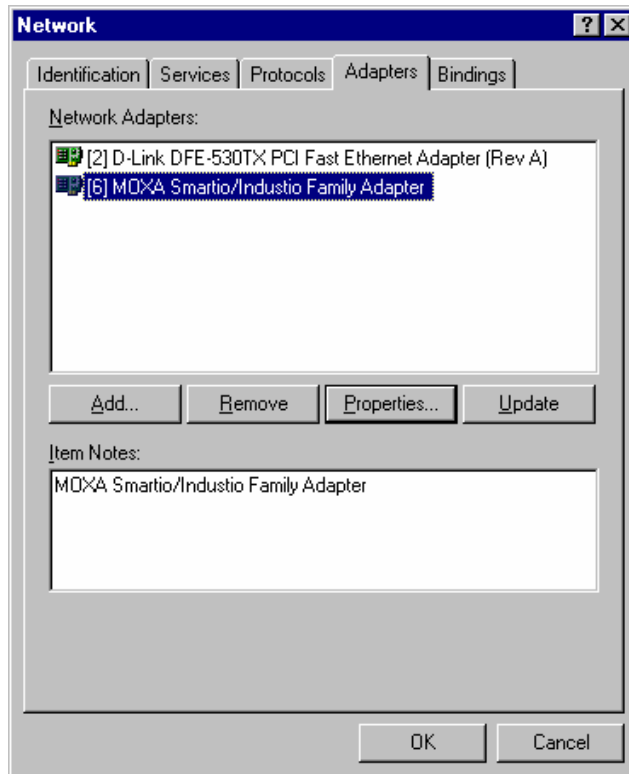 Network
Identification Services Protocols Adapters Bindings
Network Adapters:
[2] D-Link DFE-530TX PCI Fast Ethernet Adapter (Rev A)
[6] MOXA Smartio/Industio Family Adapter
Add... Remove Properties... Update
Item Notes:
MOXA Smartio/Industio Family Adapter
OK Cancel